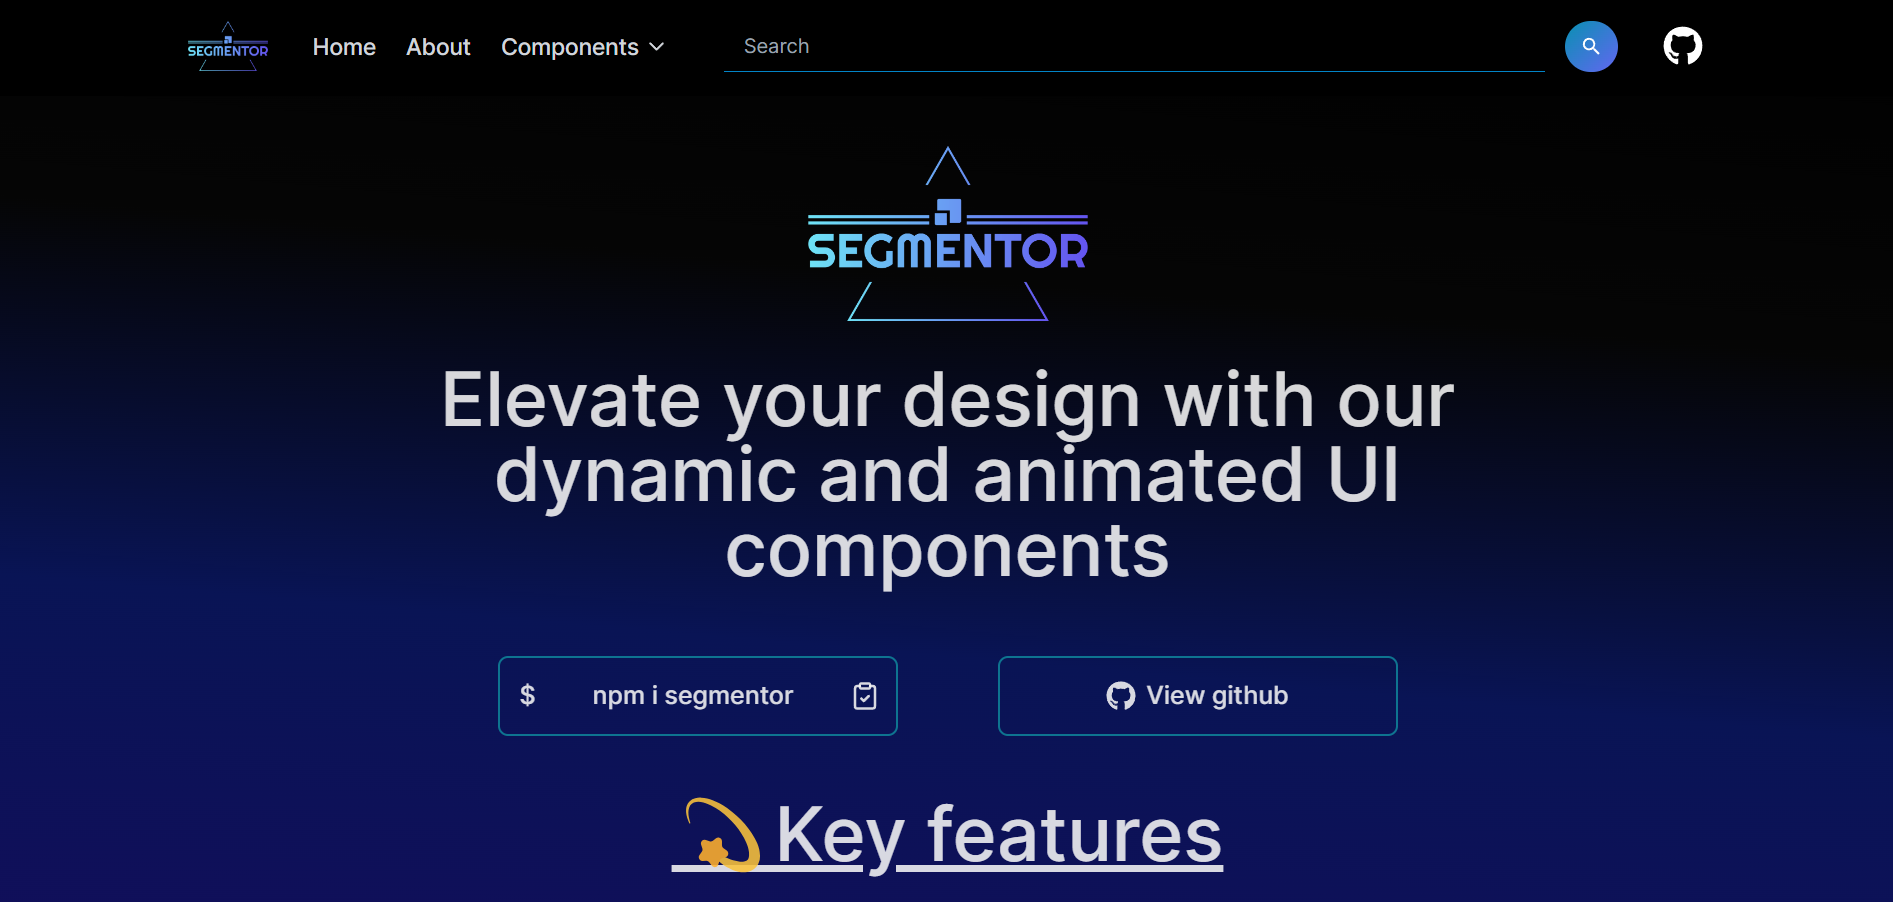 SEGMENTOR
Home
About
Components
Search
SEGMENTOR
Elevate your design with our
dynamic and animated UI
components
$ npm i segmentor
View github
Key features